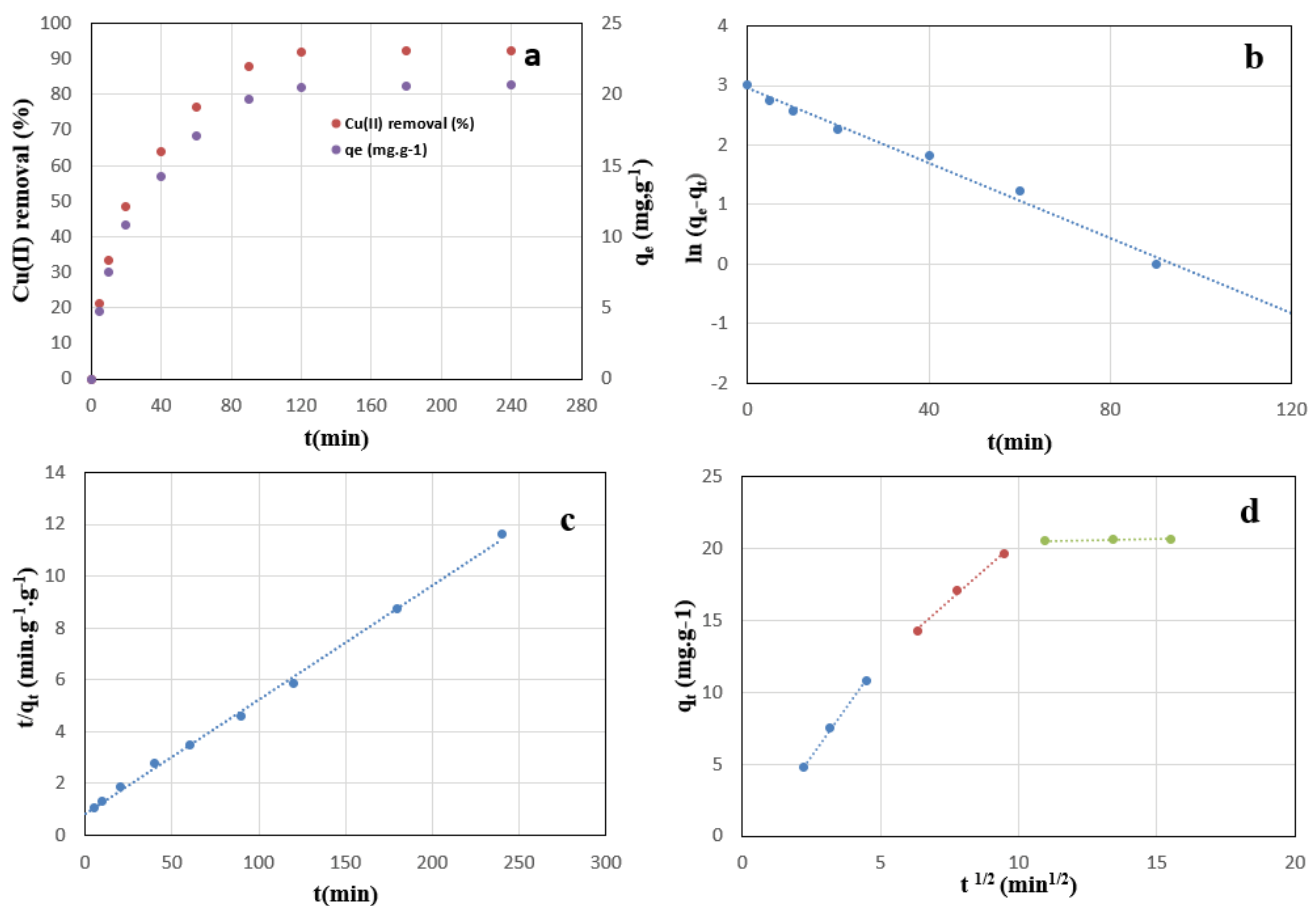 a
100
90
80
70
60
50
40
30
20
10
0
Cu(II) removal (%)
25
20
15
10
5
0
qₑ (mg,g⁻¹)
Cu(II) removal (%)
qe (mg.g-1)
0 40 80 120 160 200 240 280
t(min)
b
4
3
2
1
0
-1
-2
ln (qₑ-qₜ)
0 40 80 120
t(min)
c
14
12
10
8
6
4
2
0
t/qₜ (min.g⁻¹.g⁻¹)
0 50 100 150 200 250 300
t(min)
d
25
20
15
10
5
0
qₜ (mg.g-1)
0 5 10 15 20
t ¹/² (min¹/²)